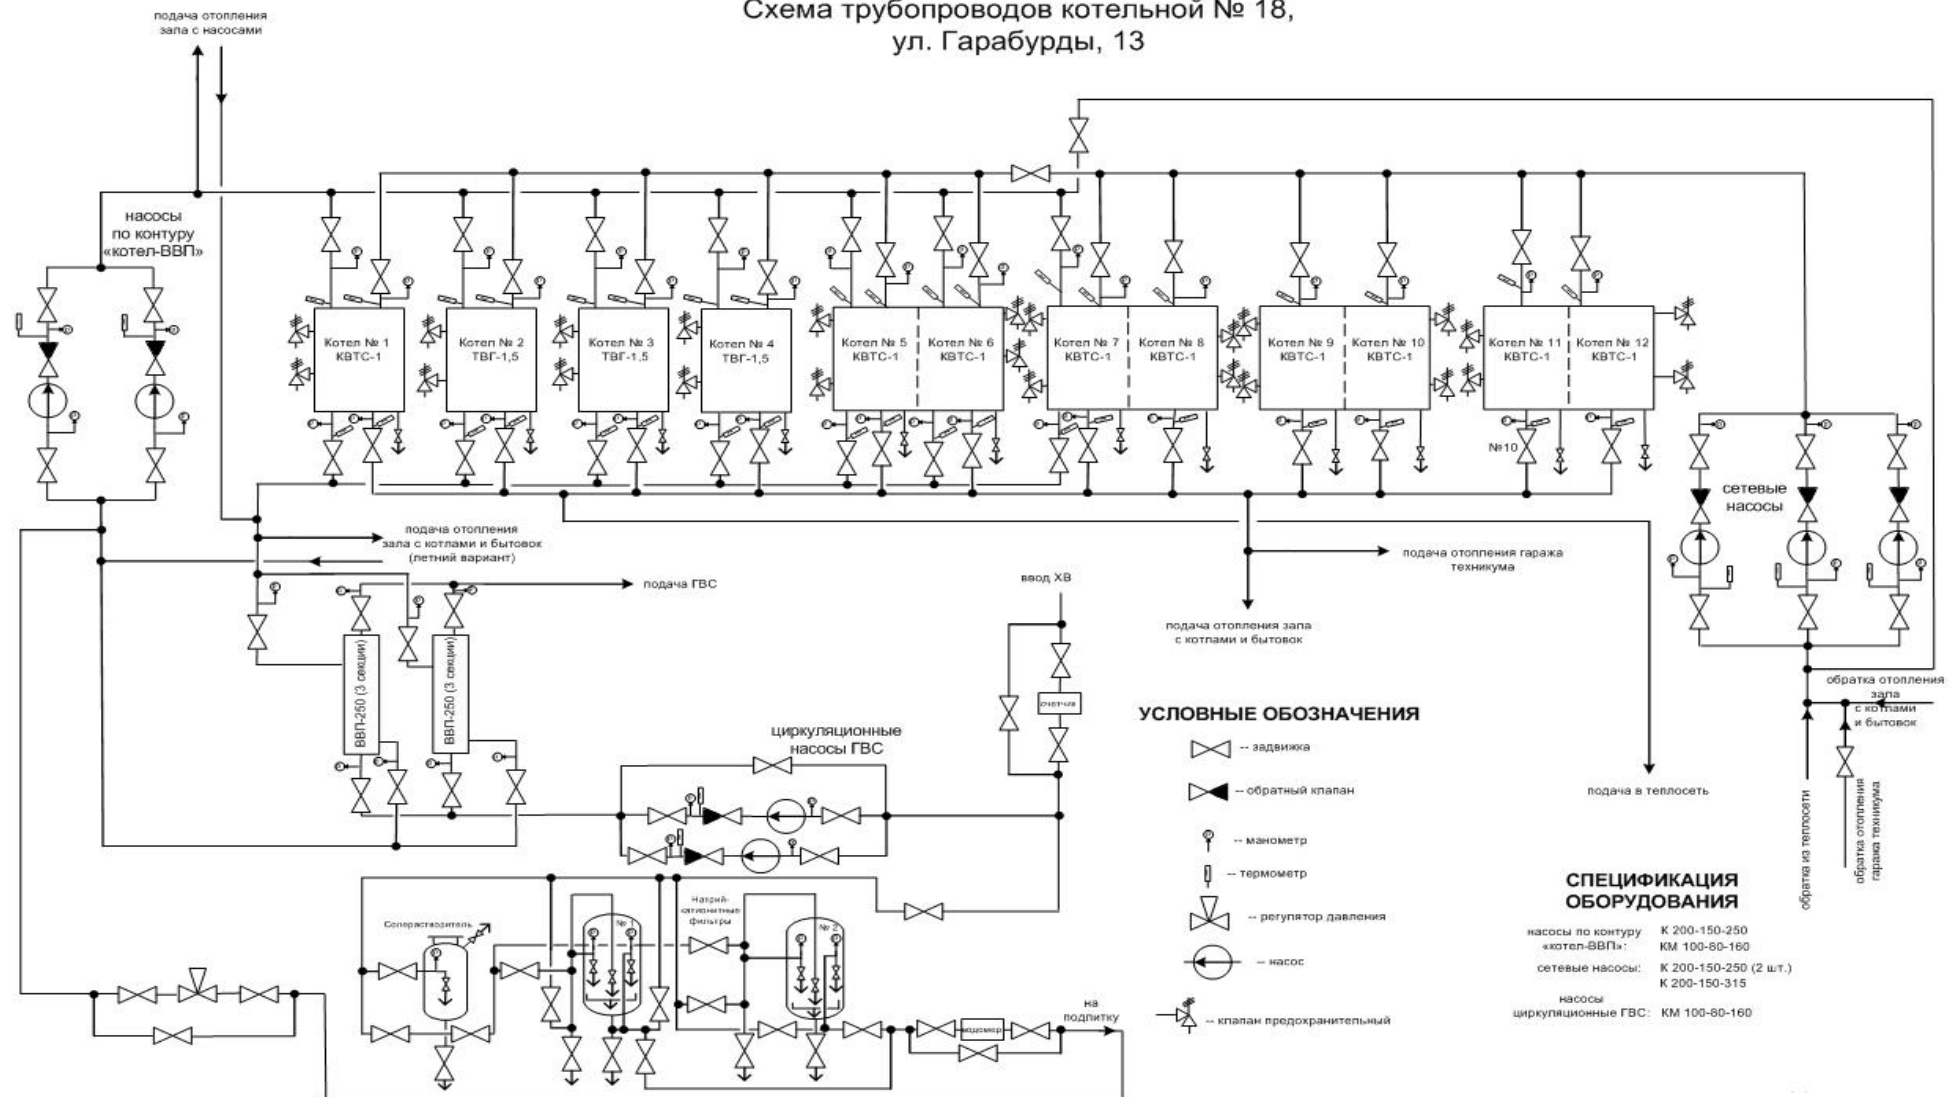 Схема трубопроводов котельной № 18,
ул. Гарабурды, 13
подача отопления
зала с насосами
насосы
по контуру
«котел-ВВП»
Котел № 1
КВТС-1
Котел № 2
ТВГ-1,5
Котел № 3
ТВГ-1,5
Котел № 4
ТВГ-1,5
Котел № 5
КВТС-1
Котел № 6
КВТС-1
Котел № 7
КВТС-1
Котел № 8
КВТС-1
Котел № 9
КВТС-1
Котел № 10
КВТС-1
Котел № 11
КВТС-1
Котел № 12
КВТС-1
№10
сетевые
насосы
подача отопления
зала с котлами и бытовок
(летний вариант)
подача ГВС
ввод ХВ
подача отопления гаража
техникума
подача отопления зала
с котлами и бытовок
ВВП-250 (3 секции)
ВВП-250 (3 секции)
счетчик
обратка отопления
зала
с котлами
и бытовок
циркуляционные
насосы ГВС
подача в теплосеть
обратка из теплосети
обратка отопления
гаража техникума
УСЛОВНЫЕ ОБОЗНАЧЕНИЯ
-- задвижка
-- обратный клапан
-- манометр
-- термометр
-- регулятор давления
-- насос
-- клапан предохранительный
Солерастворитель
№ 1
Натрий-
катионитные
фильтры
№ 2
водомер
на
подпитку
СПЕЦИФИКАЦИЯ
ОБОРУДОВАНИЯ
насосы по контуру К 200-150-250
«котел-ВВП»: КМ 100-80-160
сетевые насосы: К 200-150-250 (2 шт.)
К 200-150-315
насосы
циркуляционные ГВС: КМ 100-80-160